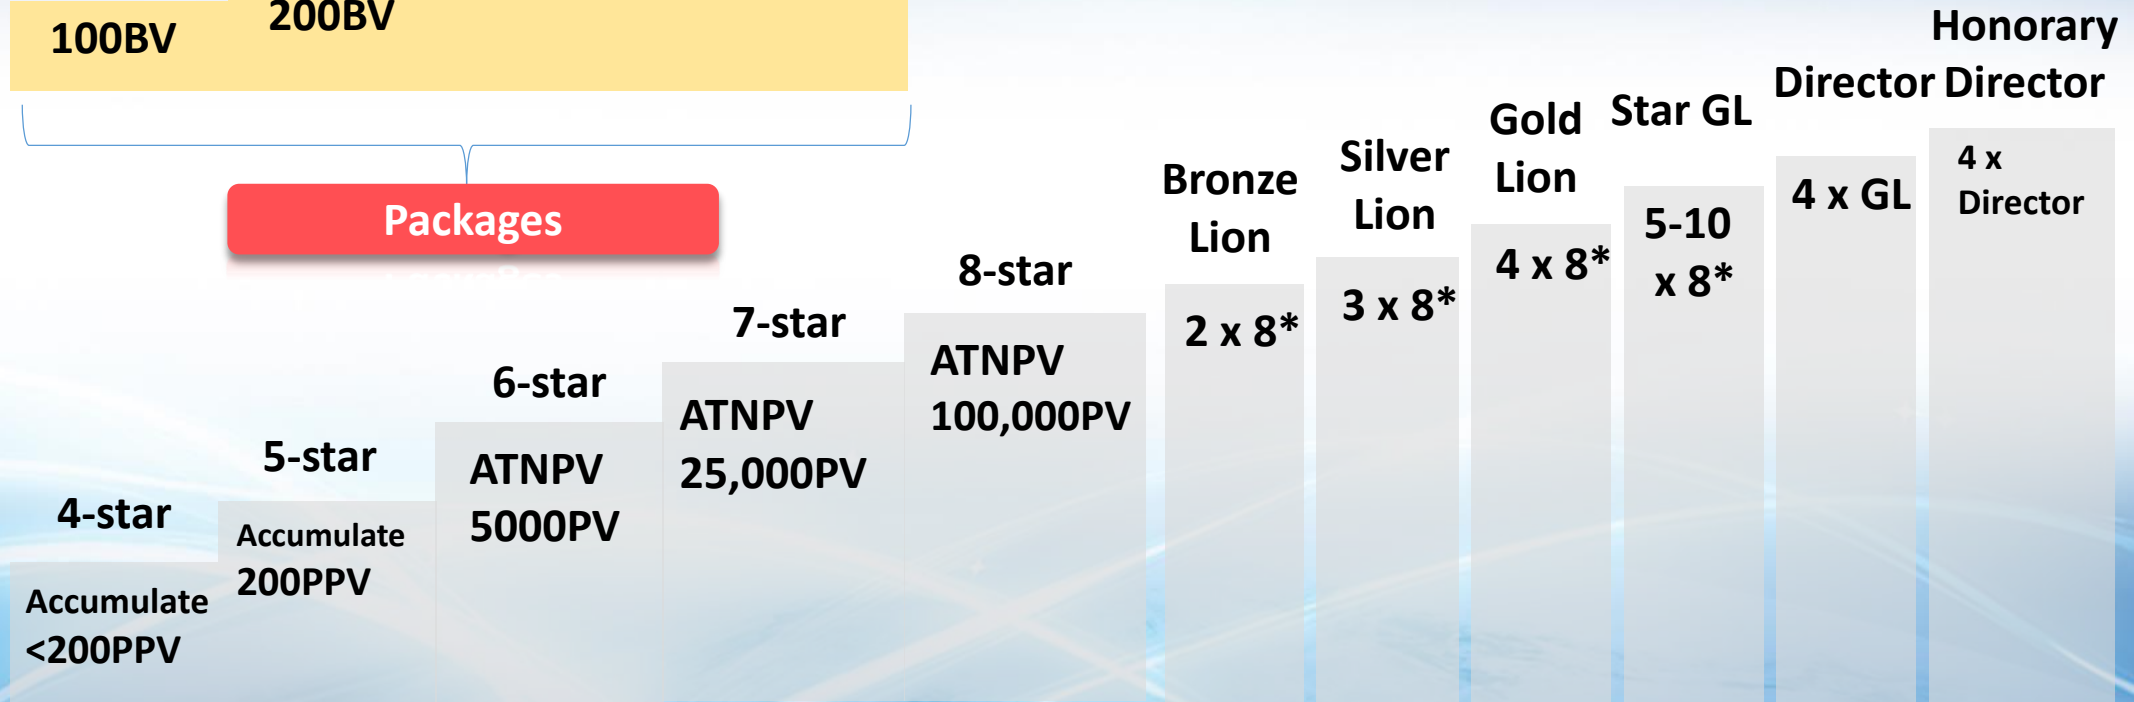 100BV
200BV
Packages
4-star
Accumulate
<200PPV
5-star
Accumulate
200PPV
6-star
ATNPV
5000PV
7-star
ATNPV
25,000PV
8-star
ATNPV
100,000PV
Bronze
Lion
2 x 8*
Silver
Lion
3 x 8*
Gold
Lion
4 x 8*
Star GL
5-10
x 8*
Director
4 x GL
Honorary
Director
4 x
Director